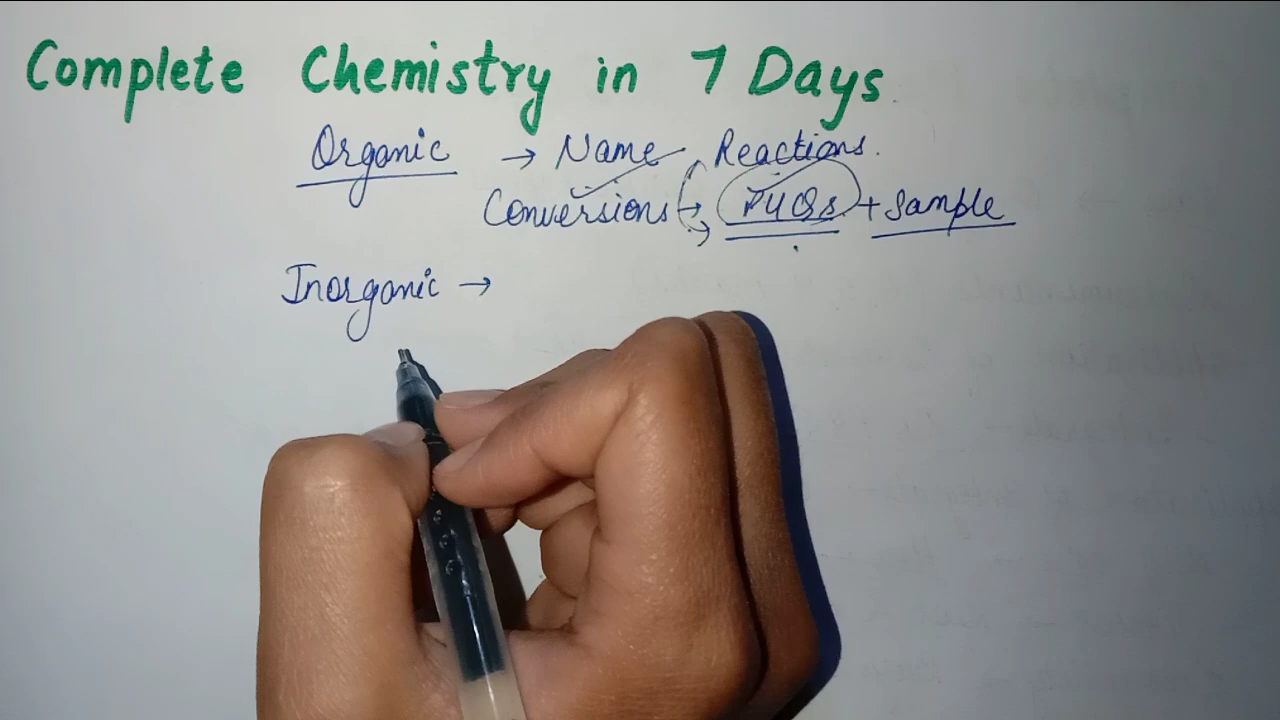 Complete Chemistry in 7 Days
Organic → Name Reactions.
Conversions → PYQs + Sample
Inorganic →